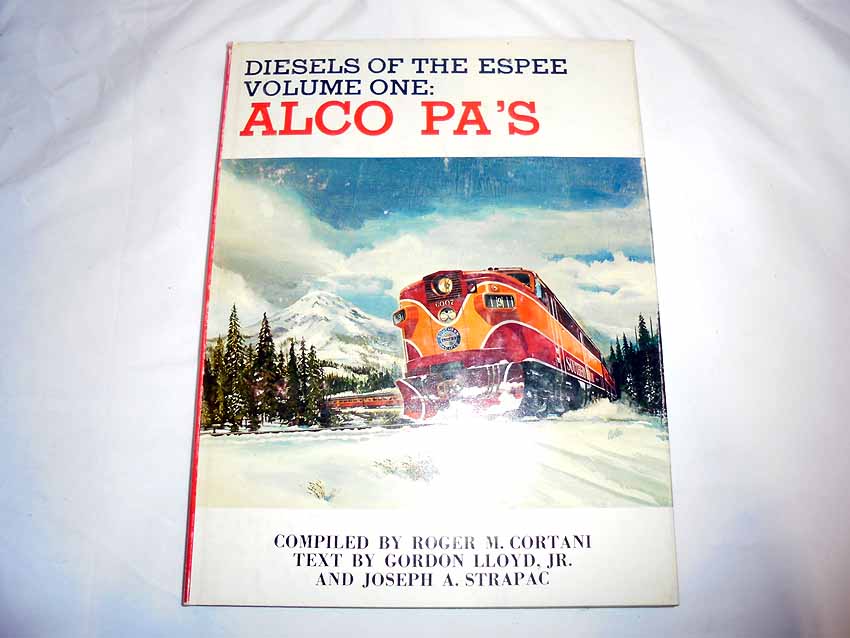 DIESELS OF THE ESPEE
VOLUME ONE:
ALCO PA'S
6007
COMPILED BY ROGER M. CORTANI
TEXT BY GORDON LLOYD, JR.
AND JOSEPH A. STRAPAC